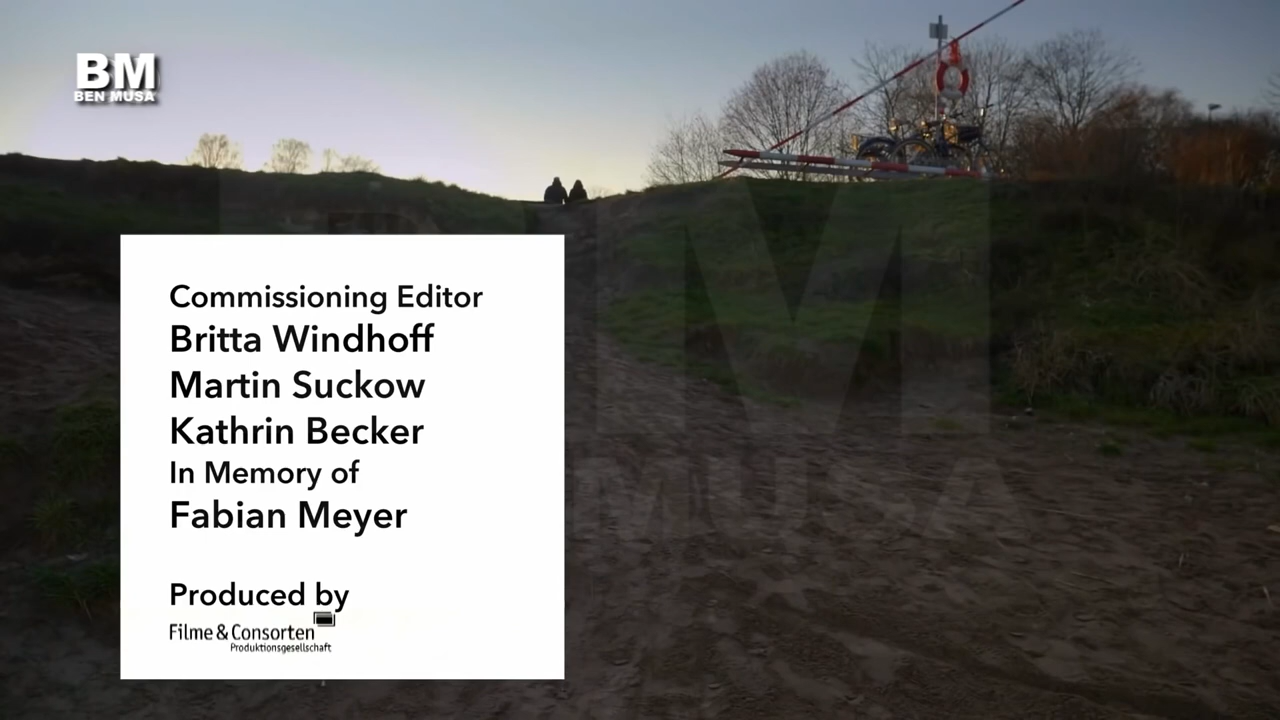 BM
BEN MUSA
Commissioning Editor
Britta Windhoff
Martin Suckow
Kathrin Becker
In Memory of
Fabian Meyer
Produced by
Filme & Consorten
Produktionsgesellschaft
M
MUSA